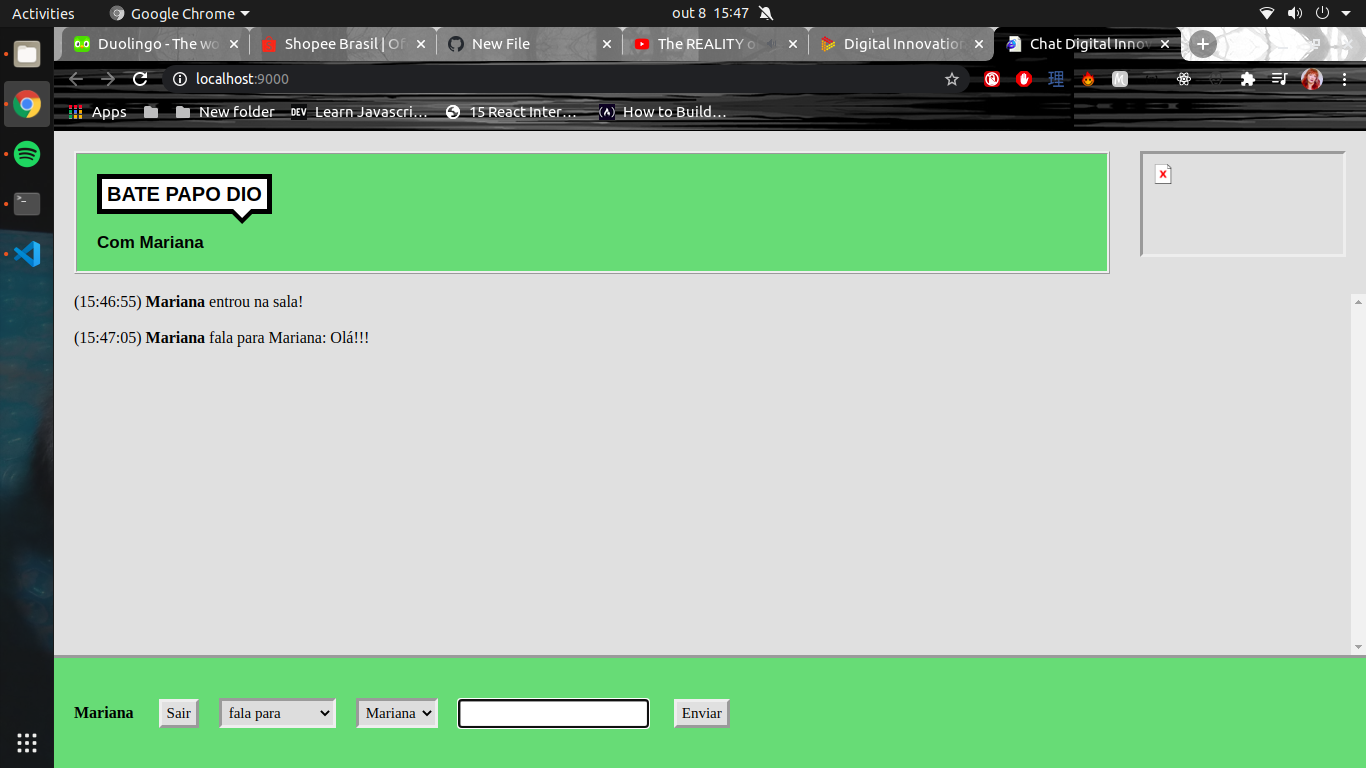 Activities
Google Chrome
out 8 15:47
Duolingo - The wo
Shopee Brasil | Of
New File
The REALITY o
Digital Innovation
Chat Digital Innov
localhost:9000
Apps
New folder
DEV Learn Javascri...
15 React Inter...
How to Build...
BATE PAPO DIO
Com Mariana
(15:46:55) Mariana entrou na sala!
(15:47:05) Mariana fala para Mariana: Olá!!!
Mariana
Sair
fala para
Mariana
Enviar